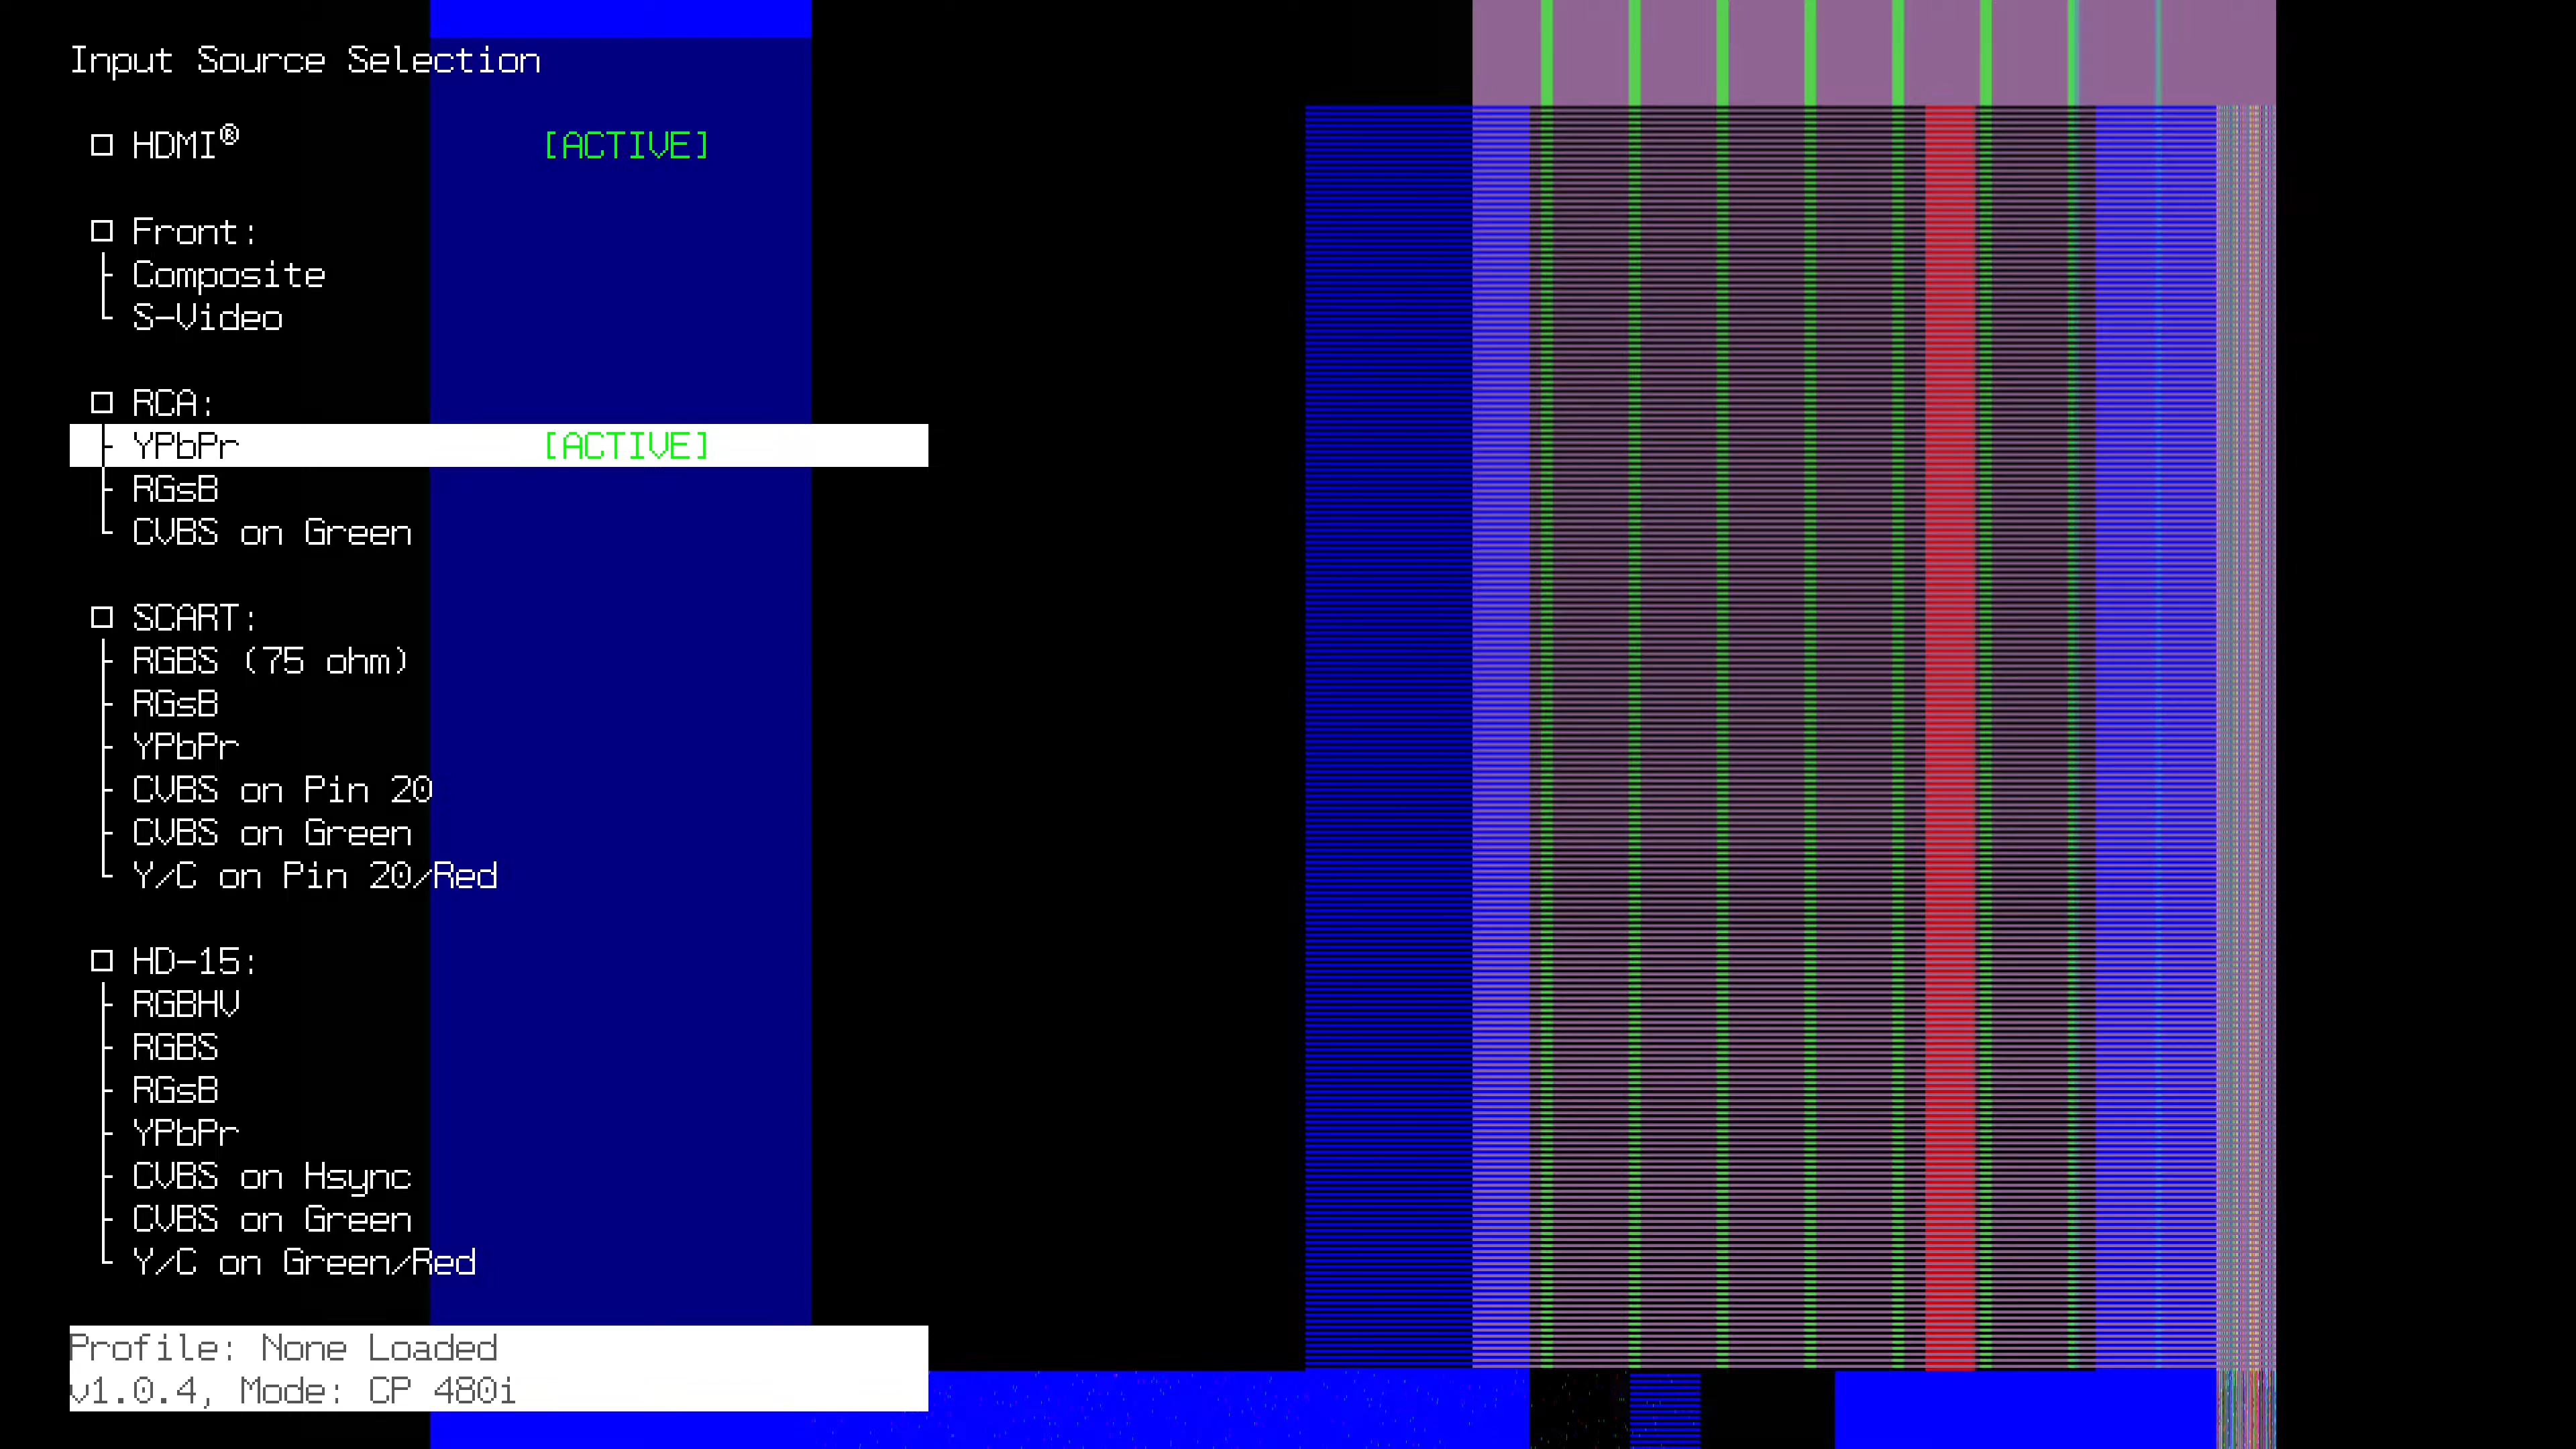 Input Source Selection
HDMI® [ACTIVE]
Front:
Composite
S-Video
RCA:
YPbPr [ACTIVE]
RGsB
CVBS on Green
SCART:
RGBS (75 ohm)
RGsB
YPbPr
CVBS on Pin 20
CVBS on Green
Y/C on Pin 20/Red
HD-15:
RGBHV
RGBS
RGsB
YPbPr
CVBS on Hsync
CVBS on Green
Y/C on Green/Red
Profile: None Loaded
v1.0.4, Mode: CP 480i